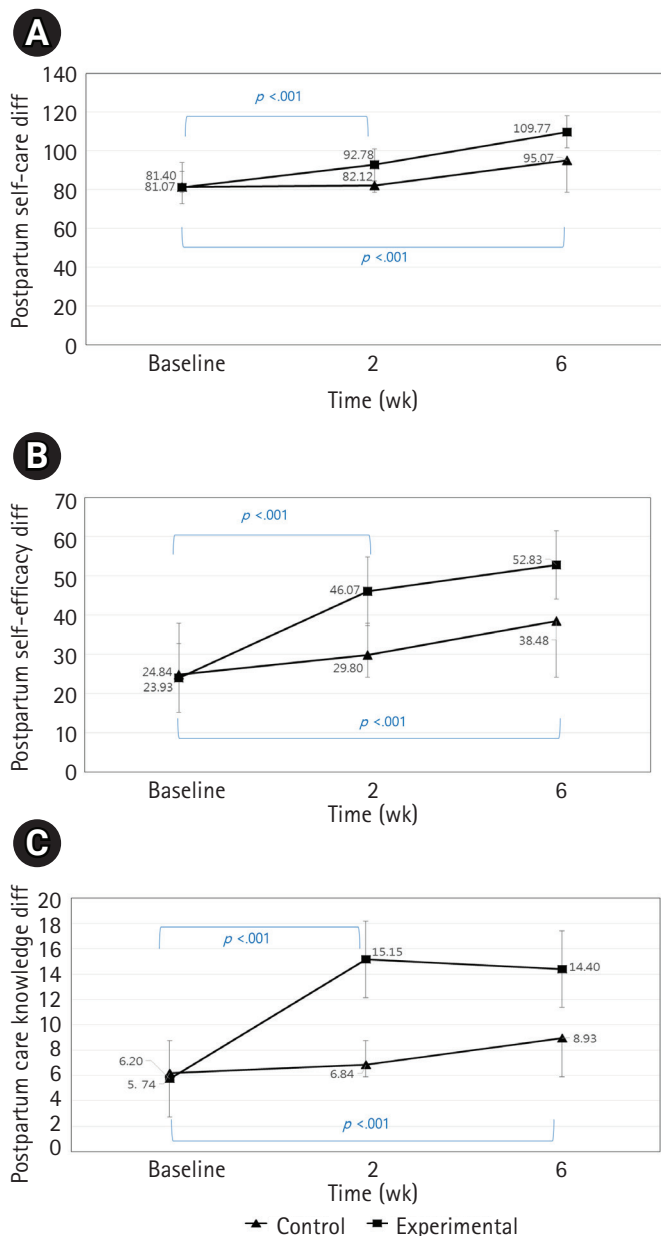 A
Postpartum self-care diff
140
120
100
80
60
40
20
0
p <.001
81.40
81.07
92.78
82.12
109.77
95.07
p <.001
Baseline 2 6
Time (wk)
B
Postpartum self-efficacy diff
70
60
50
40
30
20
10
0
p <.001
24.84
23.93
46.07
29.80
52.83
38.48
p <.001
Baseline 2 6
Time (wk)
C
Postpartum care knowledge diff
20
18
16
14
12
10
8
6
4
2
0
p <.001
6.20
5. 74
15.15
6.84
14.40
8.93
p <.001
Baseline 2 6
Time (wk)
Control Experimental